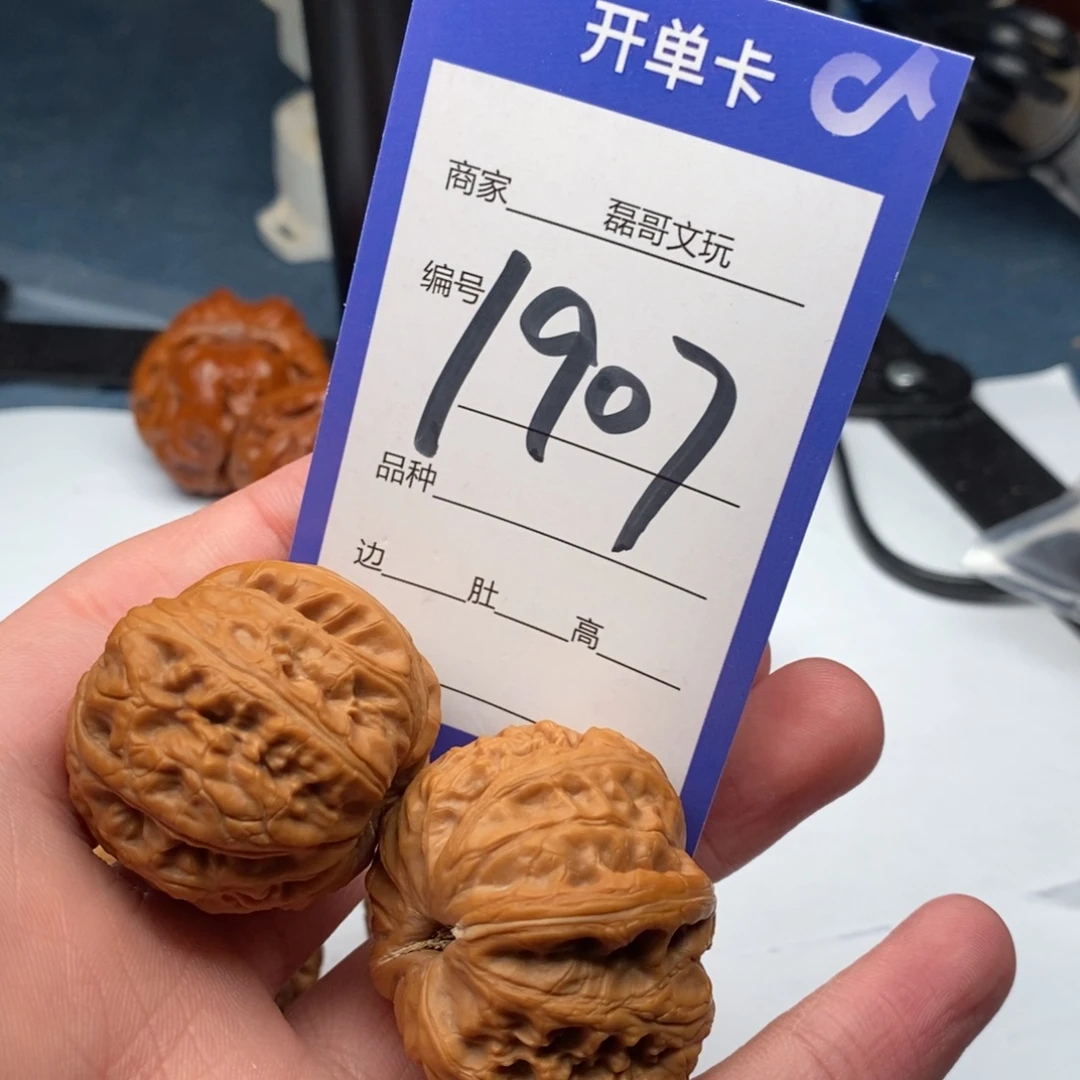 开单卡
商家 磊哥文玩
编号 1907
品种
边 肚 高